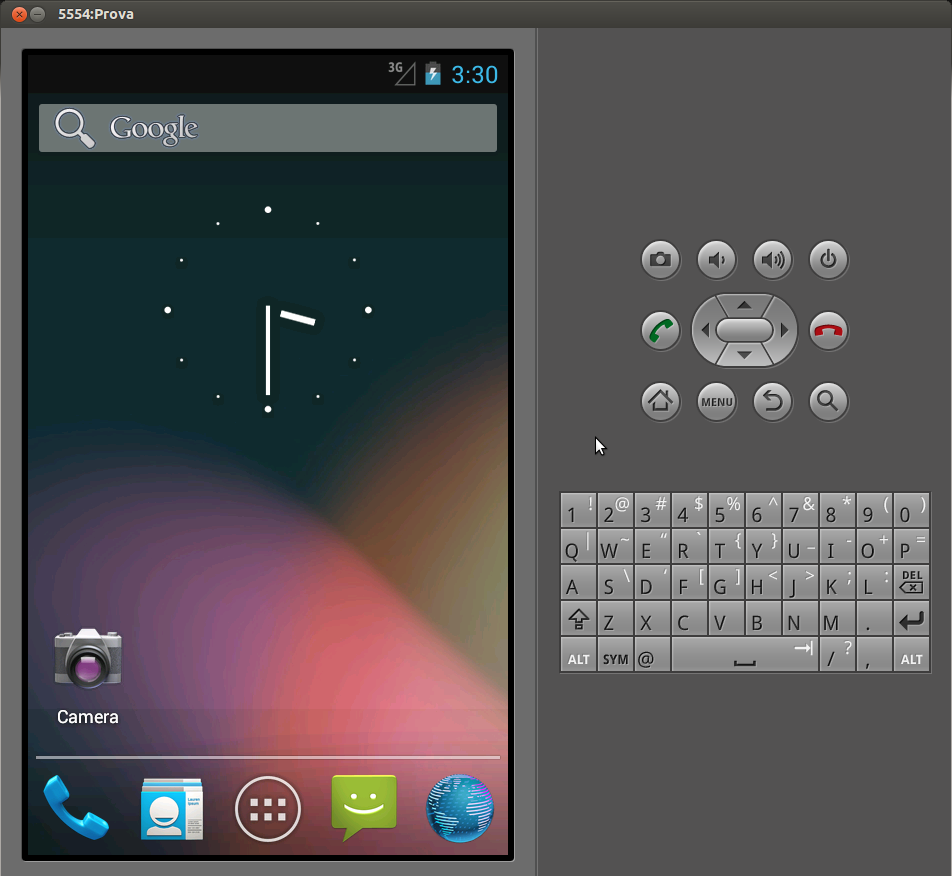 5554:Prova
3G 3:30
Google
Camera
MENU
1 ! 2 @ 3 # 4 $ 5 % 6 ^ 7 & 8 * 9 ( 0 )
Q | W ~ E “ R ` T { Y } U _ I - O + P =
A S \ D ‘ F [ G ] H < J > K ; L : DEL
Z X C V B N M .
ALT SYM @ / ? , ALT